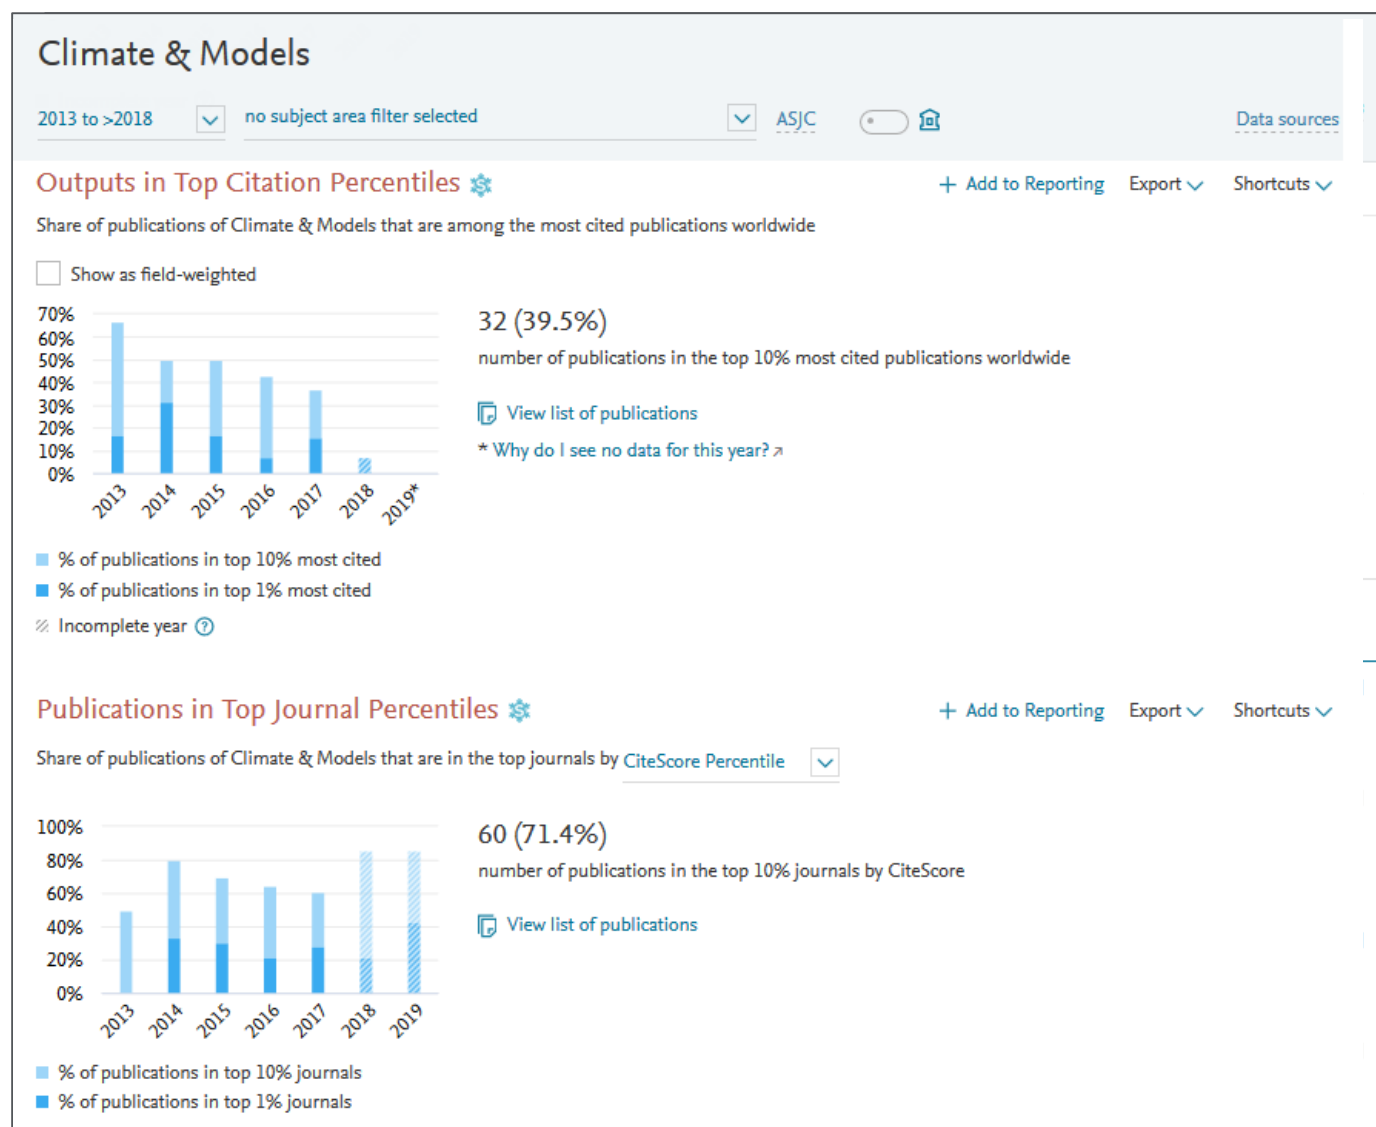 Climate & Models
2013 to >2018 no subject area filter selected ASJC Data sources
Outputs in Top Citation Percentiles + Add to Reporting Export Shortcuts
Share of publications of Climate & Models that are among the most cited publications worldwide
Show as field-weighted
70%
60%
50%
40%
30%
20%
10%
0%
2013 2014 2015 2016 2017 2018 2019*
32 (39.5%)
number of publications in the top 10% most cited publications worldwide
View list of publications
* Why do I see no data for this year?
% of publications in top 10% most cited
% of publications in top 1% most cited
Incomplete year ?
Publications in Top Journal Percentiles + Add to Reporting Export Shortcuts
Share of publications of Climate & Models that are in the top journals by CiteScore Percentile
100%
80%
60%
40%
20%
0%
2013 2014 2015 2016 2017 2018 2019
60 (71.4%)
number of publications in the top 10% journals by CiteScore
View list of publications
% of publications in top 10% journals
% of publications in top 1% journals